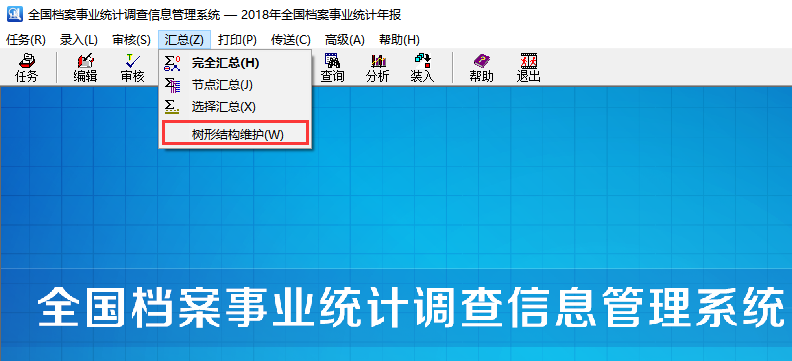 全国档案事业统计调查信息管理系统 — 2018年全国档案事业统计年报
任务(R) 录入(L) 审核(S) 汇总(Z) 打印(P) 传送(C) 高级(A) 帮助(H)
任务 编辑 审核 查询 分析 装入 帮助 退出
完全汇总(H)
节点汇总(J)
选择汇总(X)
树形结构维护(W)
全国档案事业统计调查信息管理系统